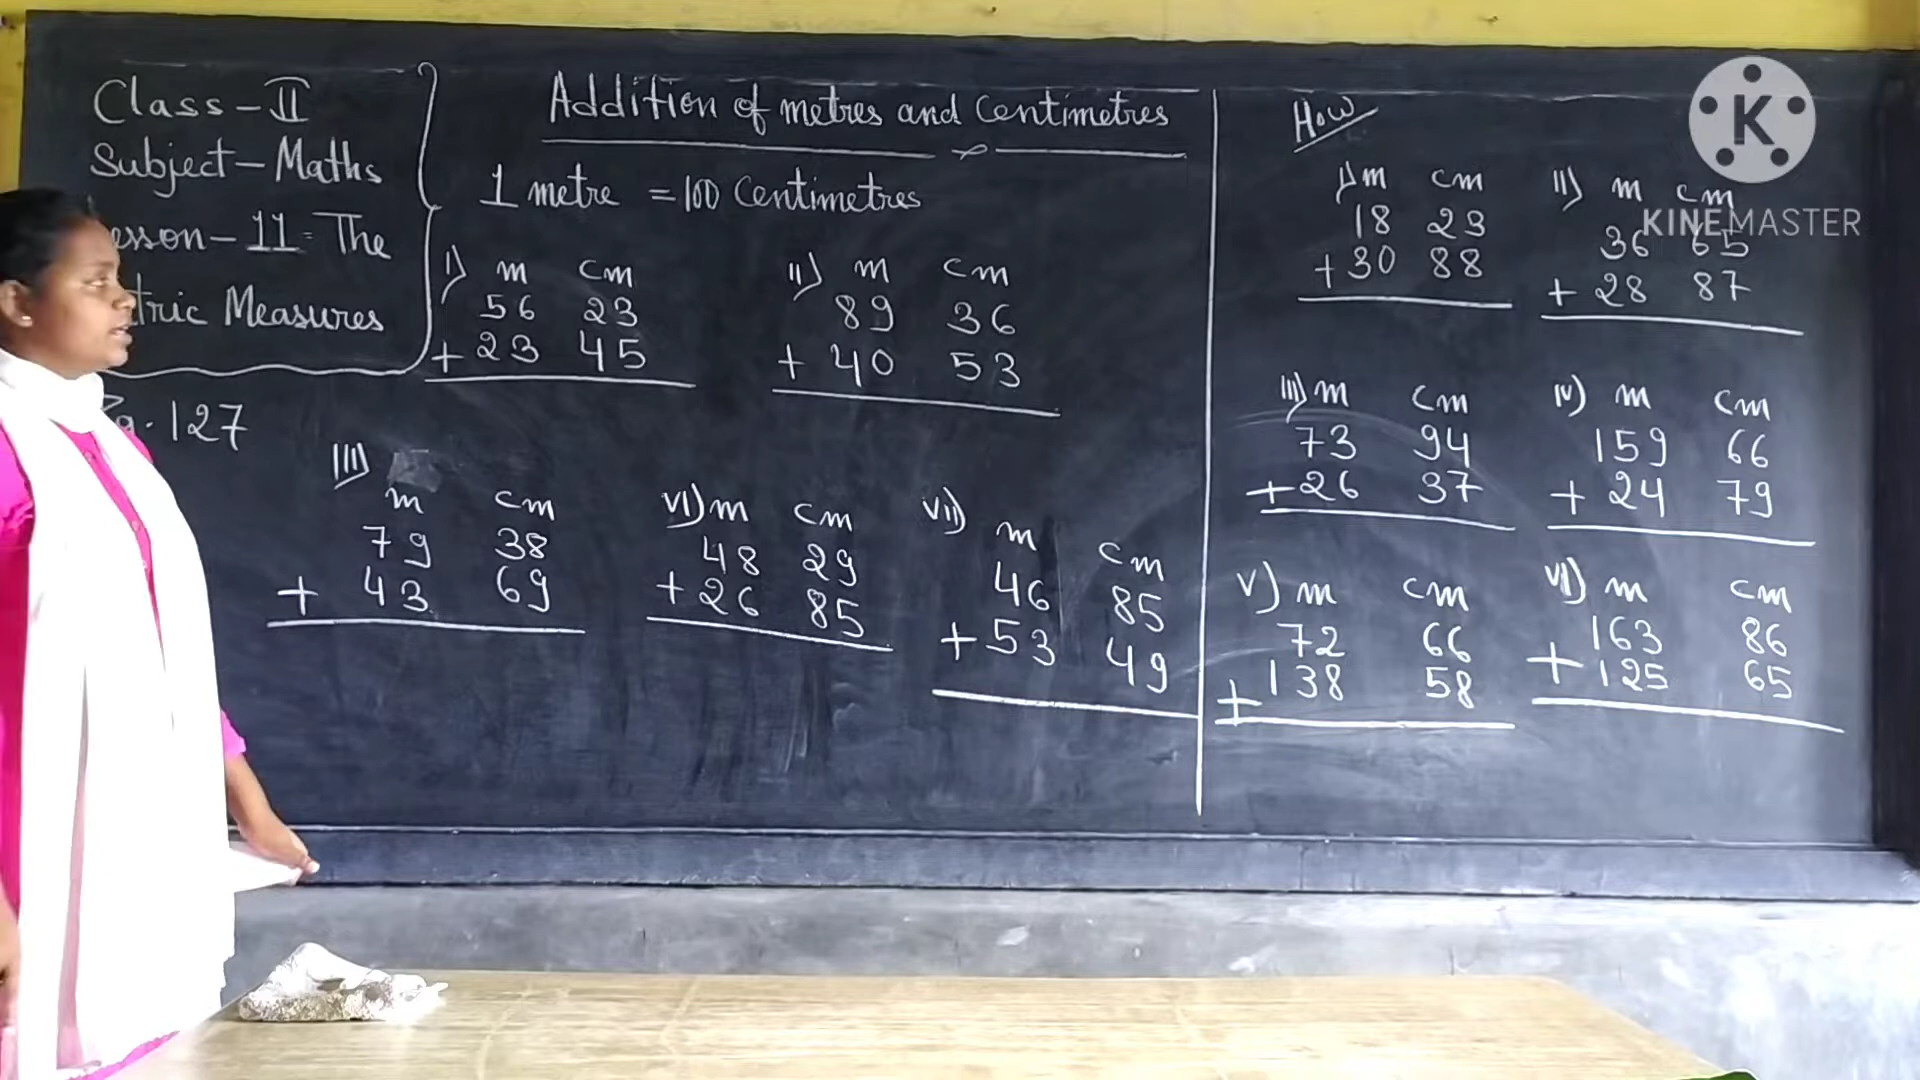 Class - II
Subject - Maths
esson - 11 = The
tric Measures
Pg. 127
Addition of metres and Centimetres
1 metre = 100 Centimetres
I) m cm
56 23
+ 23 45
II) m cm
89 36
+ 40 53
III)
m cm
79 38
+ 43 69
VI) m cm
48 29
+ 26 85
VII) m cm
46 85
+ 53 49
How
I) m cm
18 23
+ 30 88
II) m cm
36 65
+ 28 87
III) m cm
73 94
+ 26 37
IV) m cm
159 66
+ 24 79
V) m cm
72 66
+ 138 58
VI) m cm
163 86
+ 125 65
K
KINEMASTER